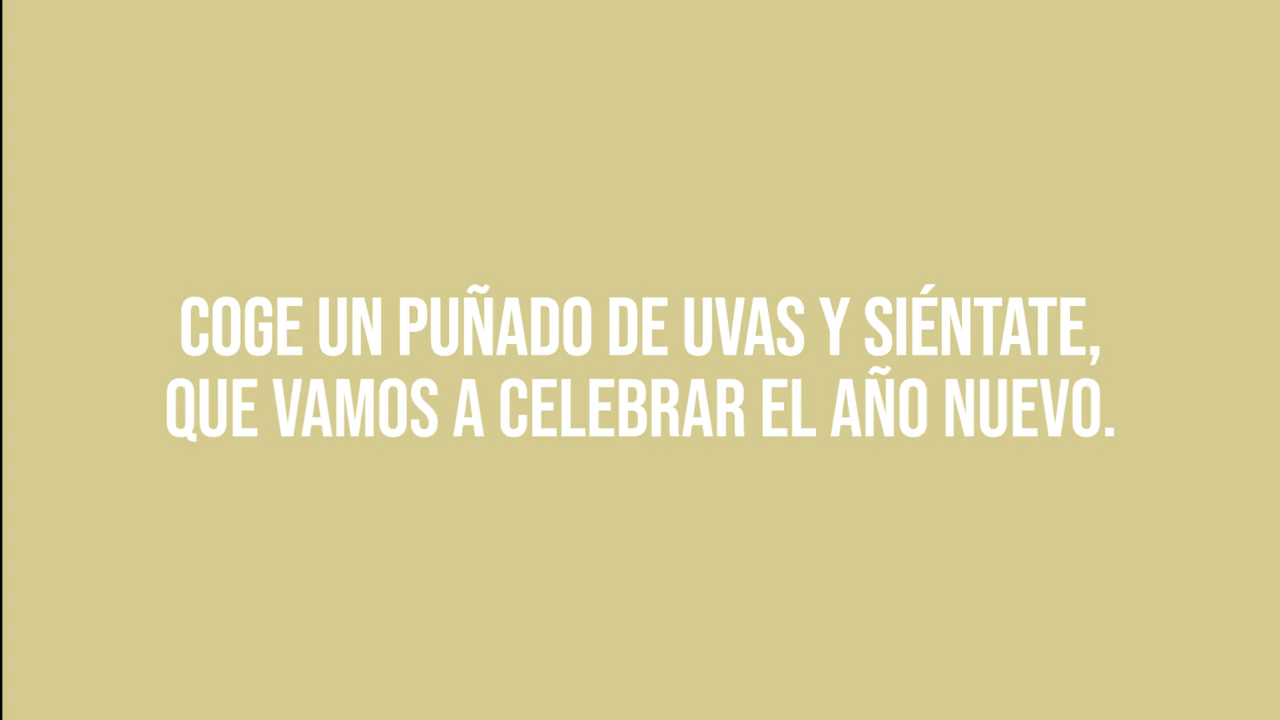 COGE UN PUÑADO DE UVAS Y SIÉNTATE,
QUE VAMOS A CELEBRAR EL AÑO NUEVO.